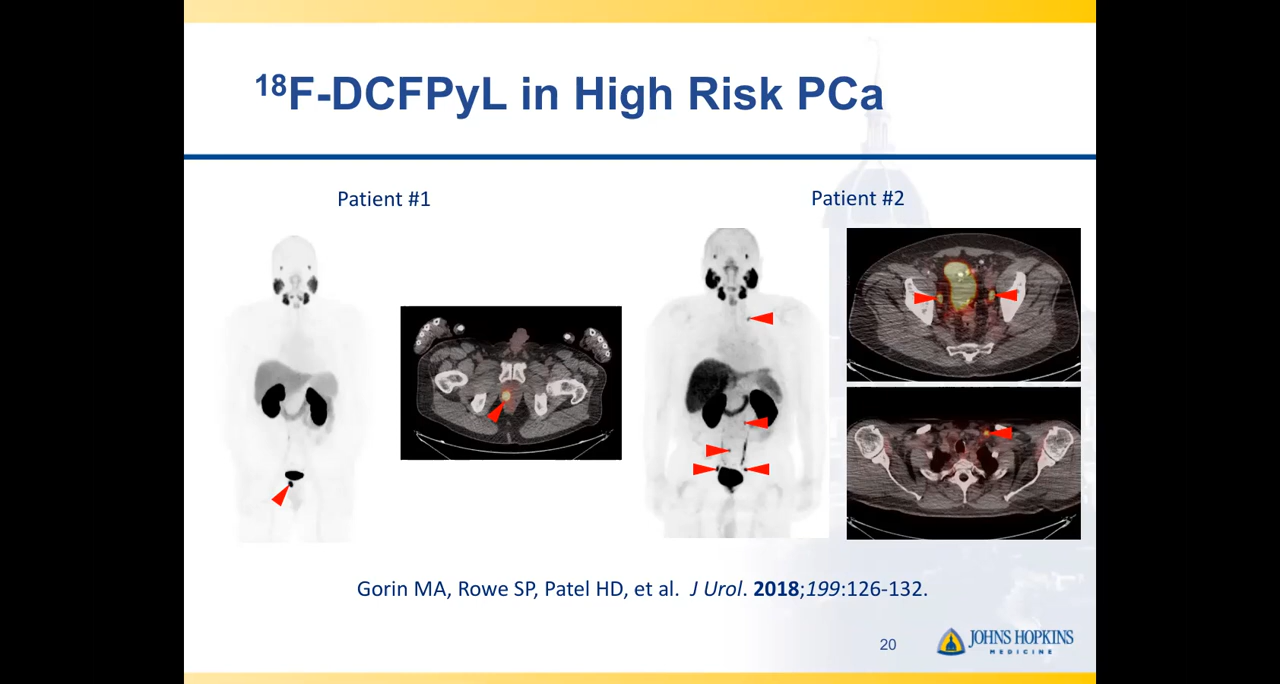 18F-DCFPyL in High Risk PCa
Patient #1
Patient #2
Gorin MA, Rowe SP, Patel HD, et al. J Urol. 2018;199:126-132.
20
JOHNS HOPKINS
MEDICINE